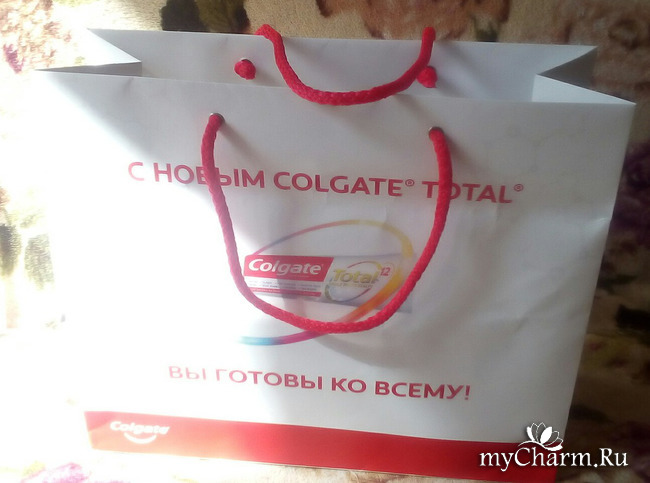 С НОВЫМ COLGATE® TOTAL®
Colgate Total 12
ВЫ ГОТОВЫ КО ВСЕМУ!
Colgate
myCharm.Ru